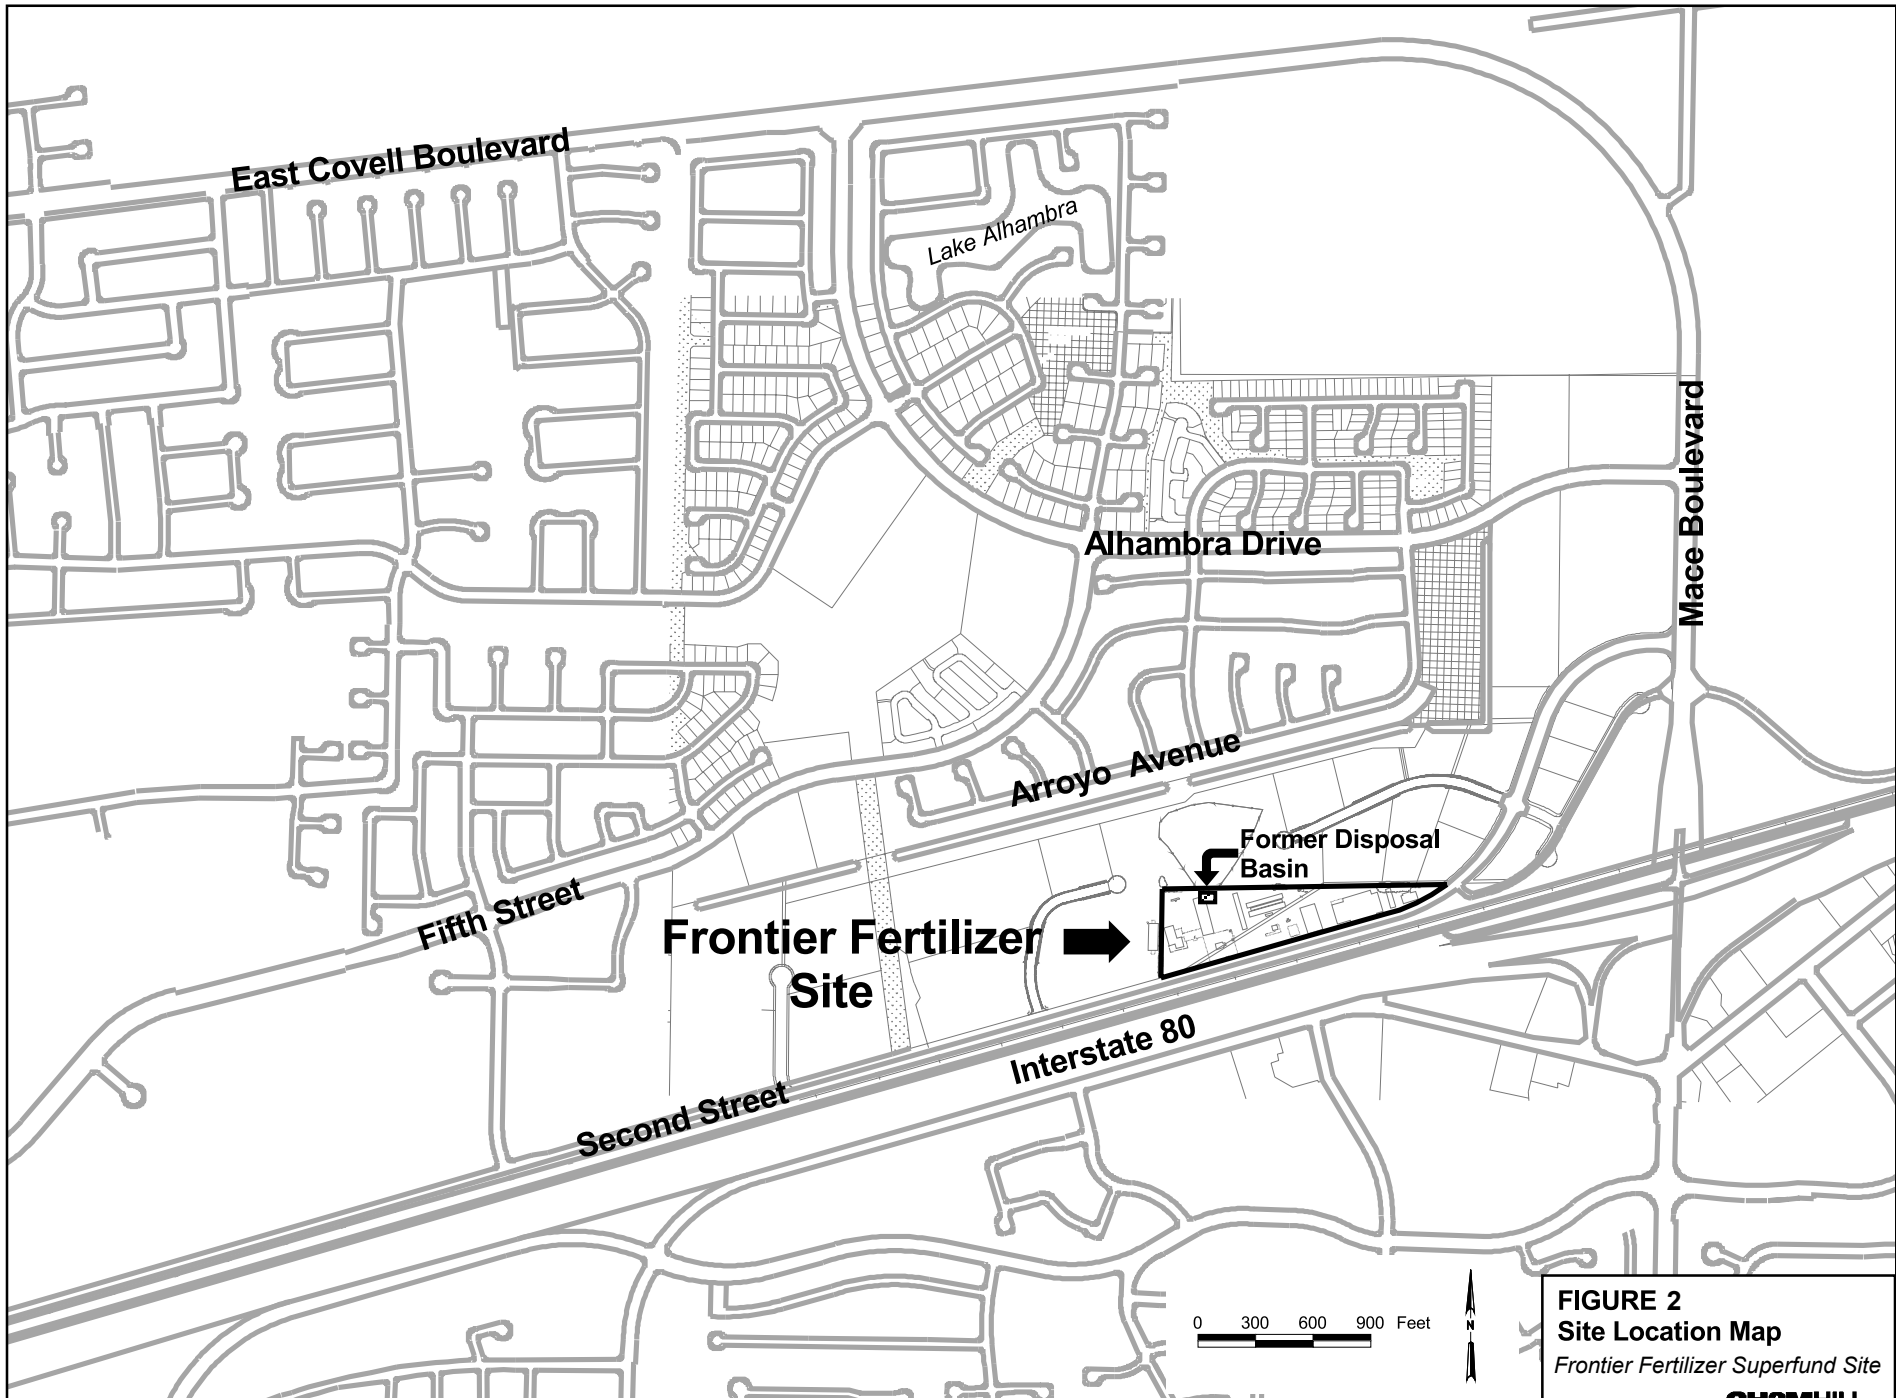 East Covell Boulevard
Lake Alhambra
Mace Boulevard
Alhambra Drive
Arroyo Avenue
Former Disposal
Basin
Fifth Street
Frontier Fertilizer
Site
Interstate 80
Second Street
0 300 600 900 Feet
N
FIGURE 2
Site Location Map
Frontier Fertilizer Superfund Site